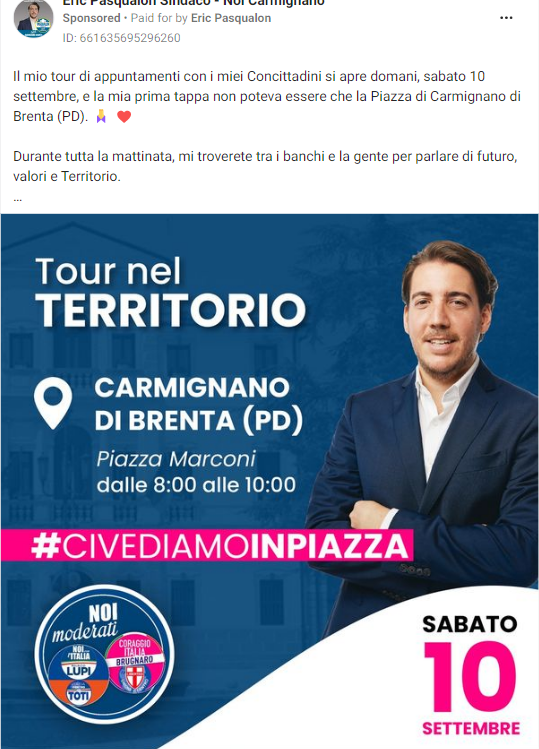 Eric Pasqualon Sindaco - Noi Carmignano
Sponsored • Paid for by Eric Pasqualon
ID: 661635695296260
Il mio tour di appuntamenti con i miei Concittadini si apre domani, sabato 10
settembre, e la mia prima tappa non poteva essere che la Piazza di Carmignano di
Brenta (PD).
Durante tutta la mattinata, mi troverete tra i banchi e la gente per parlare di futuro,
valori e Territorio.
...
Tour nel
TERRITORIO
CARMIGNANO
DI BRENTA (PD)
Piazza Marconi
dalle 8:00 alle 10:00
#CIVEDIAMOINPIAZZA
NOI
moderati
NOI
L'ITALIA
LUPI
TOTI
CORAGGIO
ITALIA
BRUGNARO
SABATO
10
SETTEMBRE